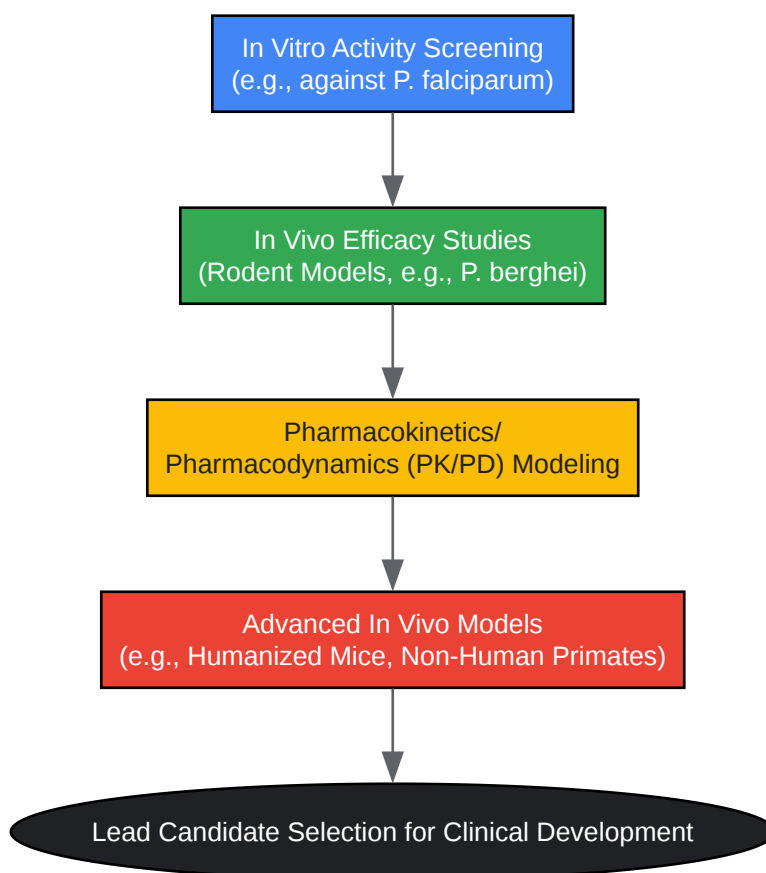 In Vitro Activity Screening
(e.g., against P. falciparum)
In Vivo Efficacy Studies
(Rodent Models, e.g., P. berghei)
Pharmacokinetics/
Pharmacodynamics (PK/PD) Modeling
Advanced In Vivo Models
(e.g., Humanized Mice, Non-Human Primates)
Lead Candidate Selection for Clinical Development